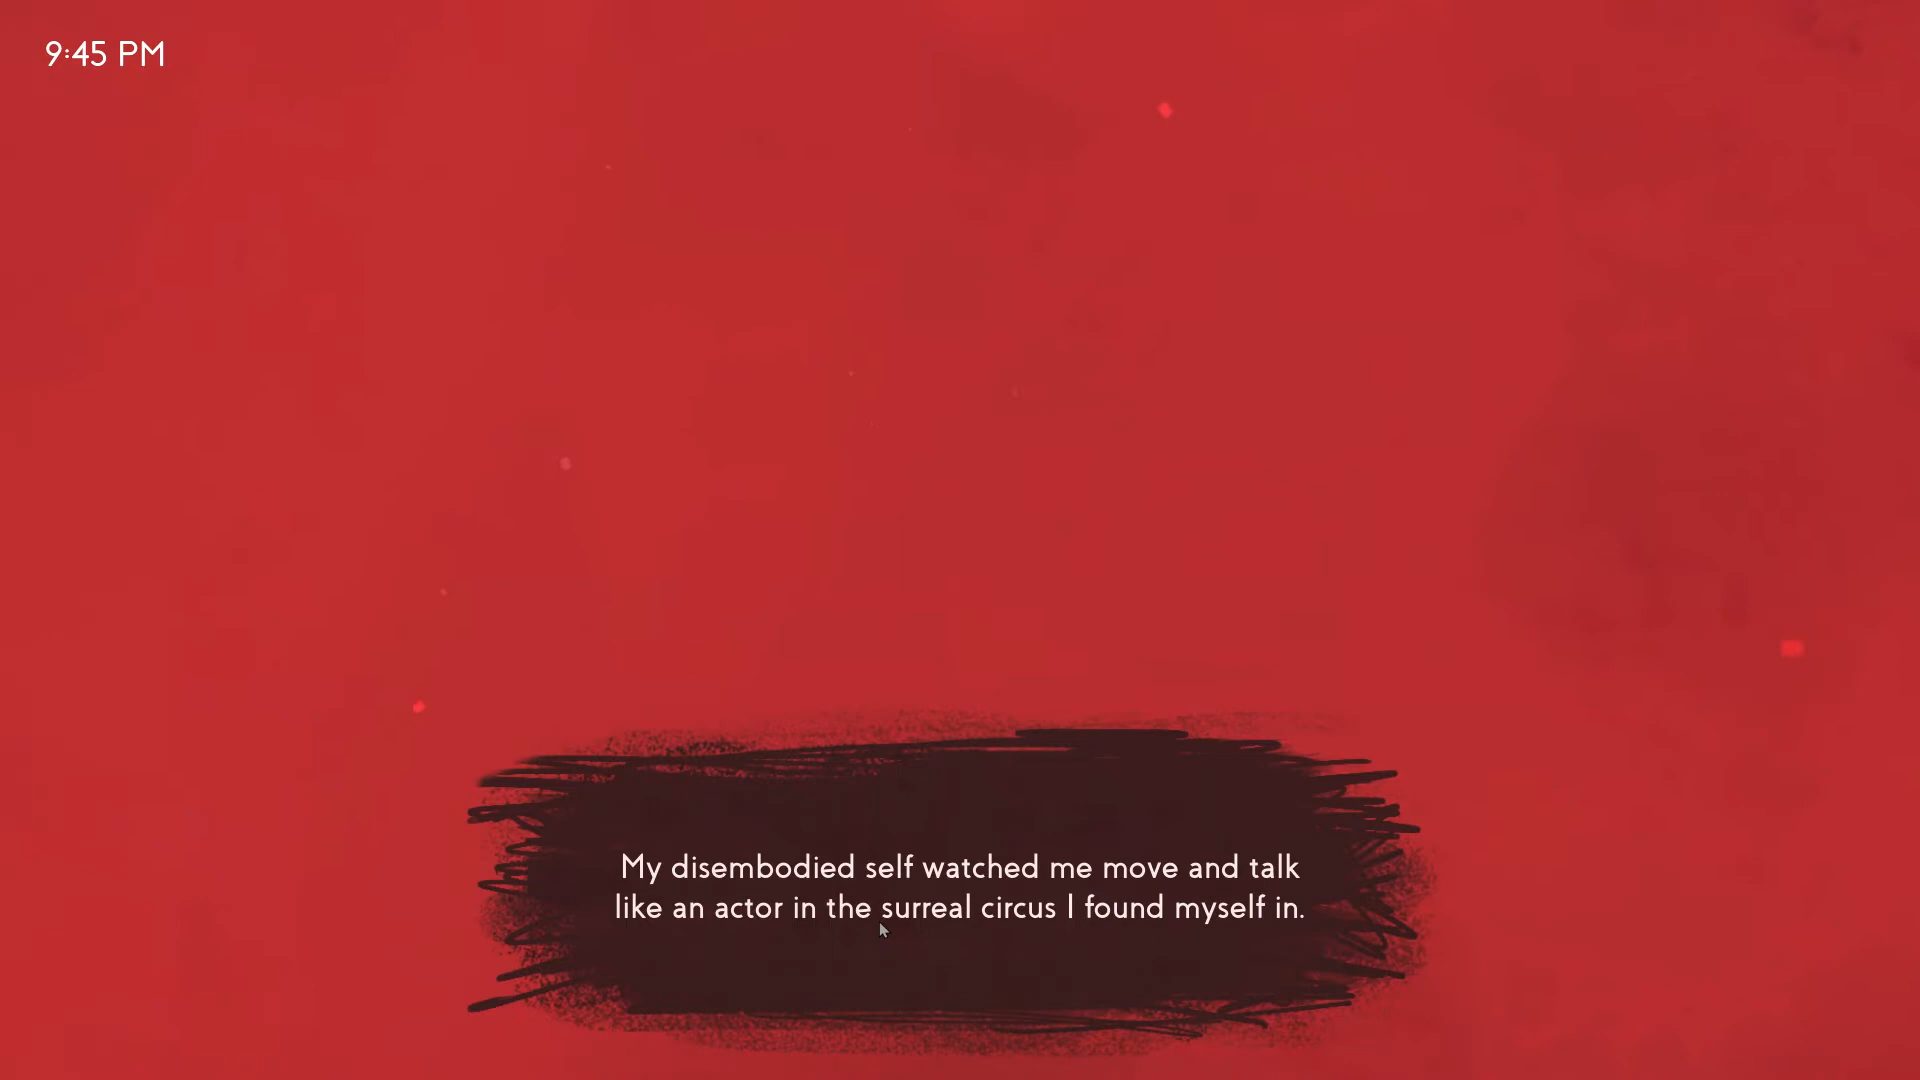 9:45 PM
My disembodied self watched me move and talk
like an actor in the surreal circus I found myself in.